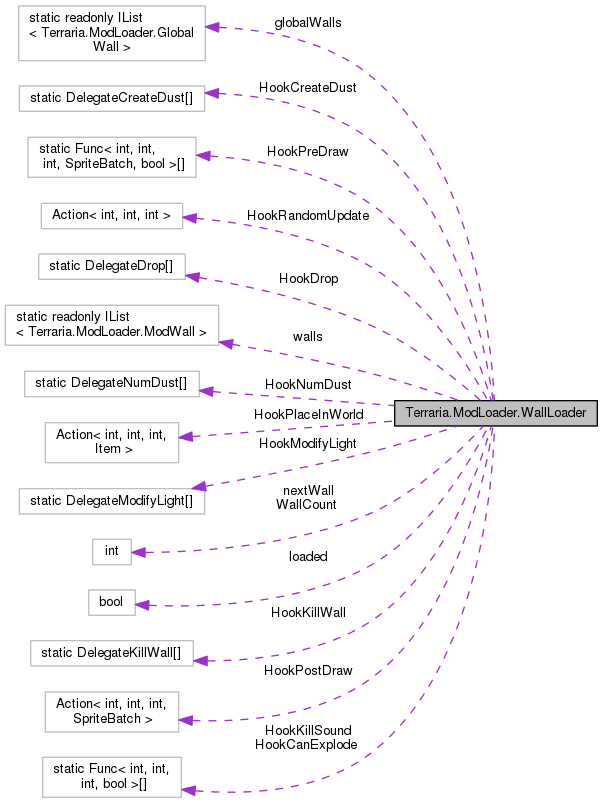 static readonly IList
< Terraria.ModLoader.Global
Wall >
globalWalls
static DelegateCreateDust[]
HookCreateDust
static Func< int, int,
int, SpriteBatch, bool >[]
HookPreDraw
Action< int, int, int >
HookRandomUpdate
static DelegateDrop[]
HookDrop
static readonly IList
< Terraria.ModLoader.ModWall >
walls
static DelegateNumDust[]
HookNumDust
Terraria.ModLoader.WallLoader
Action< int, int, int,
Item >
HookPlaceInWorld
static DelegateModifyLight[]
HookModifyLight
int
nextWall
WallCount
bool
loaded
static DelegateKillWall[]
HookKillWall
Action< int, int, int,
SpriteBatch >
HookPostDraw
static Func< int, int,
int, bool >[]
HookKillSound
HookCanExplode